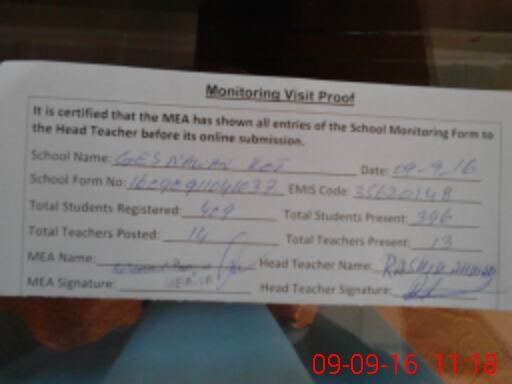 Monitoring Visit Proof
It is certified that the MEA has shown all entries of the School Monitoring Form to
the Head Teacher before its online submission.
School Name: GES NAWAN KOT Date: 09-9-16.
School Form No: EMIS Code: 35620148
Total Students Registered: 409 Total Students Present: 396
Total Teachers Posted: 14 Total Teachers Present: 13
MEA Name: Head Teacher Name: RASHID AHMAD
MEA Signature: Head Teacher Signature:
09-09-16 11:18